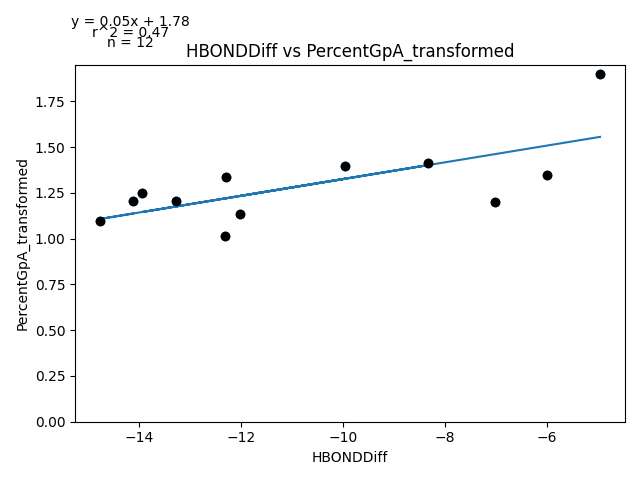 y = 0.05x + 1.78
r^2 = 0.47
n = 12
HBONDDiff vs PercentGpA_transformed
PercentGpA_transformed
1.75
1.50
1.25
1.00
0.75
0.50
0.25
0.00
−14 −12 −10 −8 −6
HBONDDiff